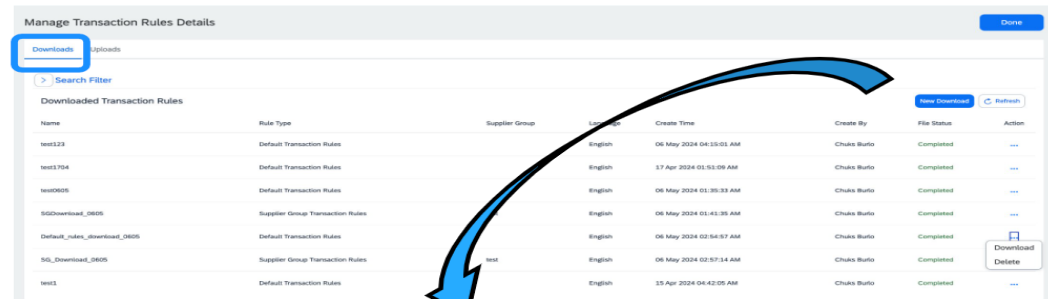 Manage Transaction Rules Details
Done
Downloads Uploads
> Search Filter
Downloaded Transaction Rules
New Download Refresh
Name Rule Type Supplier Group Create Time Create By File Status Action
test123 Default Transaction Rules English 06 May 2024 04:15:01 AM Chuks Burlo Completed ...
test1704 Default Transaction Rules English 17 Apr 2024 01:51:09 AM Chuks Burlo Completed ...
test0605 Default Transaction Rules English 06 May 2024 01:35:33 AM Chuks Burlo Completed ...
SGDownload_0605 Supplier Group Transaction Rules English 06 May 2024 01:41:35 AM Chuks Burlo Completed ...
Default_rules_download_0605 Default Transaction Rules English 06 May 2024 02:54:57 AM Chuks Burlo Completed ...
Download
SG_Download_0605 Supplier Group Transaction Rules test English 06 May 2024 02:57:14 AM Chuks Burlo Completed
Delete
test1 Default Transaction Rules English 15 Apr 2024 04:42:05 AM Chuks Burlo Completed ...